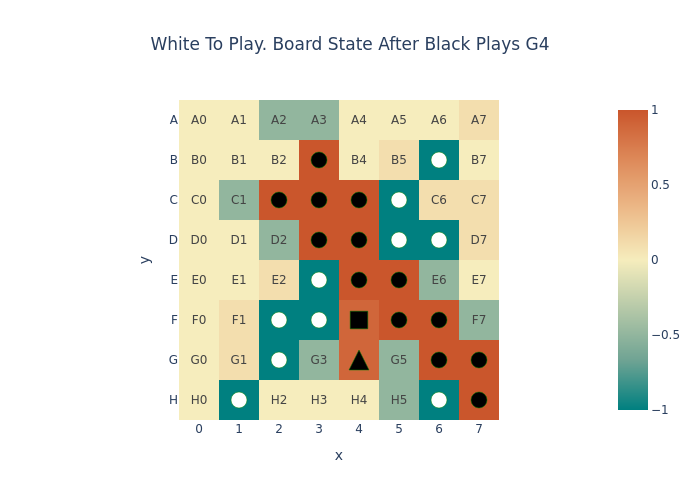 White To Play. Board State After Black Plays G4
A A0 A1 A2 A3 A4 A5 A6 A7
B B0 B1 B2 B4 B5 B7
C C0 C1 C6 C7
D D0 D1 D2 D7
E E0 E1 E2 E6 E7
F F0 F1 F7
G G0 G1 G3 G5
H H0 H2 H3 H4 H5
0 1 2 3 4 5 6 7
x
y
1
0.5
0
−0.5
−1